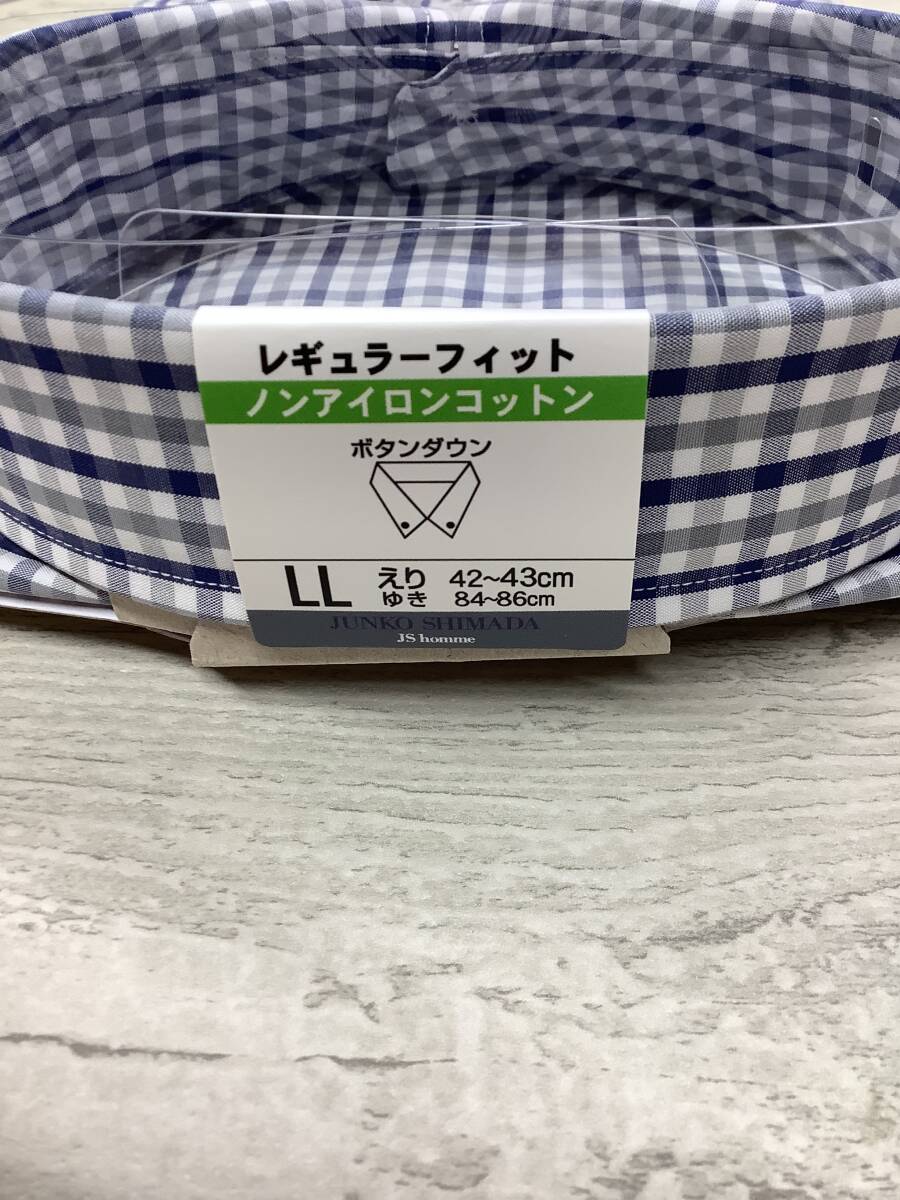 レギュラーフィット
ノンアイロンコットン
ボタンダウン
LL えり 42~43cm
ゆき 84~86cm
JUNKO SHIMADA
JS homme